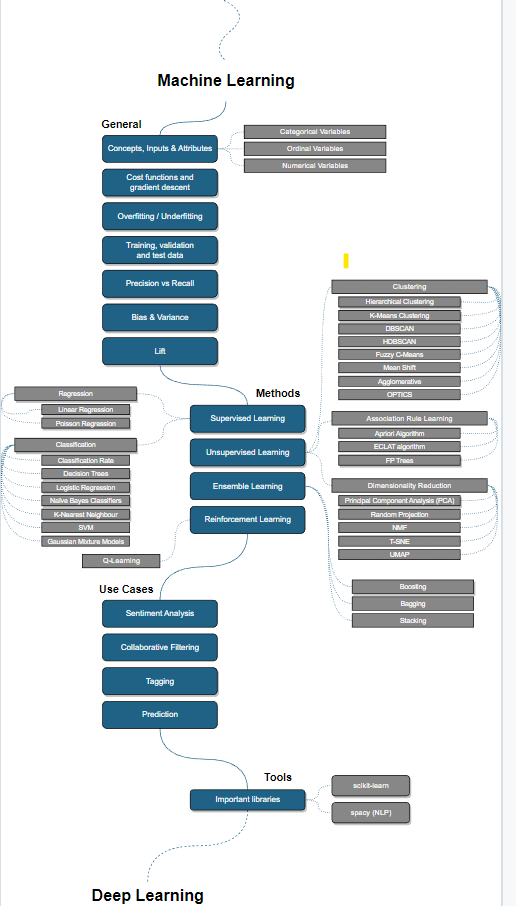 Machine Learning
General
Concepts, Inputs & Attributes
Categorical Variables
Ordinal Variables
Numerical Variables
Cost functions and
gradient descent
Overfitting / Underfitting
Training, validation
and test data
Precision vs Recall
Bias & Variance
Lift
Methods
Supervised Learning
Regression
Linear Regression
Poisson Regression
Classification
Classification Rate
Decision Trees
Logistic Regression
Naïve Bayes Classifiers
K-Nearest Neighbour
SVM
Gaussian Mixture Models
Unsupervised Learning
Clustering
Hierarchical Clustering
K-Means Clustering
DBSCAN
HDBSCAN
Fuzzy C-Means
Mean Shift
Agglomerative
OPTICS
Association Rule Learning
Apriori Algorithm
ECLAT algorithm
FP Trees
Dimensionality Reduction
Principal Component Analysis (PCA)
Random Projection
NMF
T-SNE
UMAP
Ensemble Learning
Boosting
Bagging
Stacking
Reinforcement Learning
Q-Learning
Use Cases
Sentiment Analysis
Collaborative Filtering
Tagging
Prediction
Tools
Important libraries
scikit-learn
spacy (NLP)
Deep Learning